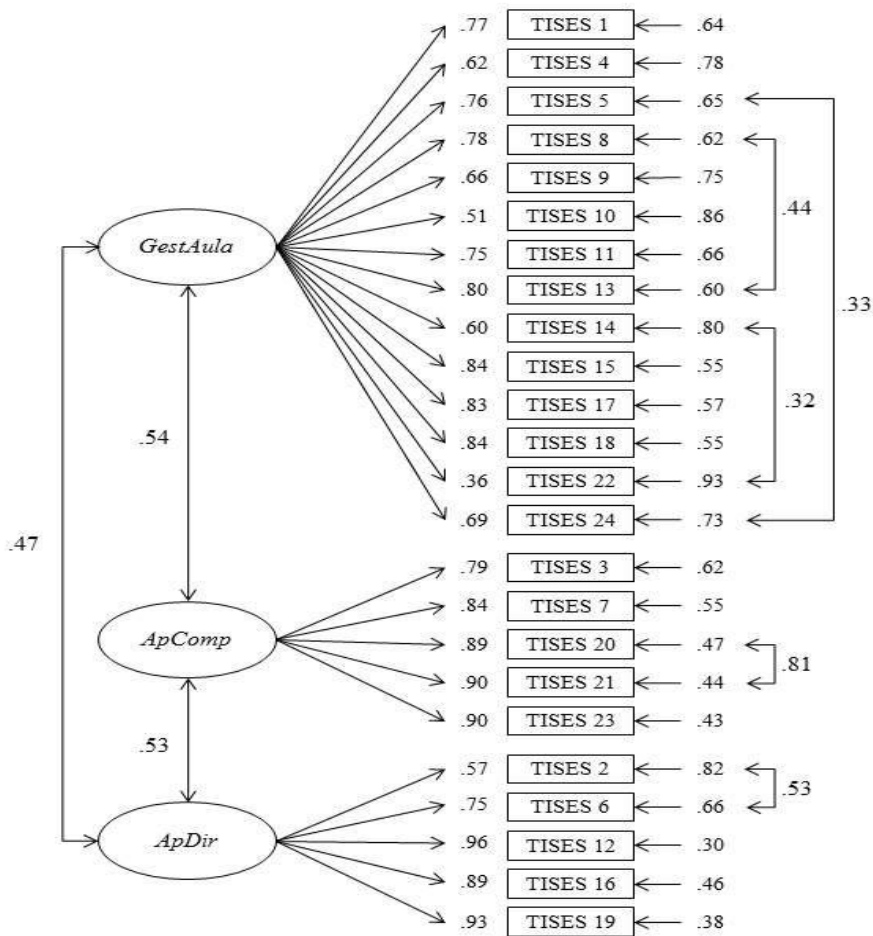 .77 TISES 1 .64
.62 TISES 4 .78
.76 TISES 5 .65
.78 TISES 8 .62
.66 TISES 9 .75
.51 TISES 10 .86
.44
GestAula
.75 TISES 11 .66
.80 TISES 13 .60
.33
.60 TISES 14 .80
.84 TISES 15 .55
.83 TISES 17 .57
.32
.54
.84 TISES 18 .55
.36 TISES 22 .93
.69 TISES 24 .73
.47
.79 TISES 3 .62
.84 TISES 7 .55
ApComp
.89 TISES 20 .47
.81
.90 TISES 21 .44
.90 TISES 23 .43
.53
.57 TISES 2 .82
.53
.75 TISES 6 .66
ApDir
.96 TISES 12 .30
.89 TISES 16 .46
.93 TISES 19 .38